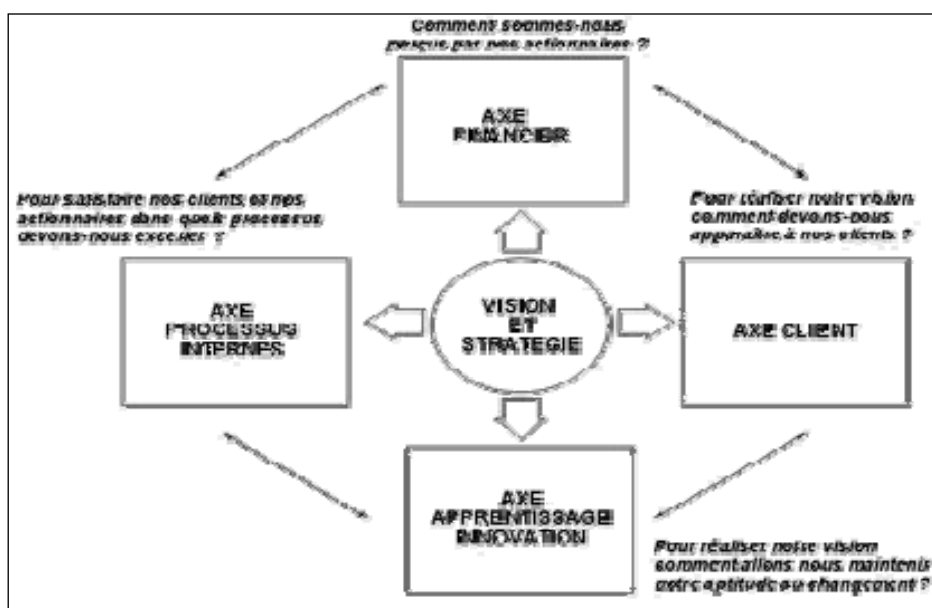 Comment sommes-nous
perçus par nos actionnaires ?
AXE
FINANCIER
Pour satisfaire nos clients et nos
actionnaires dans quels processus
devons-nous exceller ?
Pour réaliser notre vision
comment devons-nous
apparaître à nos clients ?
AXE
PROCESSUS
INTERNES
VISION
ET
STRATEGIE
AXE CLIENT
AXE
APPRENTISSAGE
INNOVATION
Pour réaliser notre vision
comment allons nous maintenir
notre aptitude au changement ?